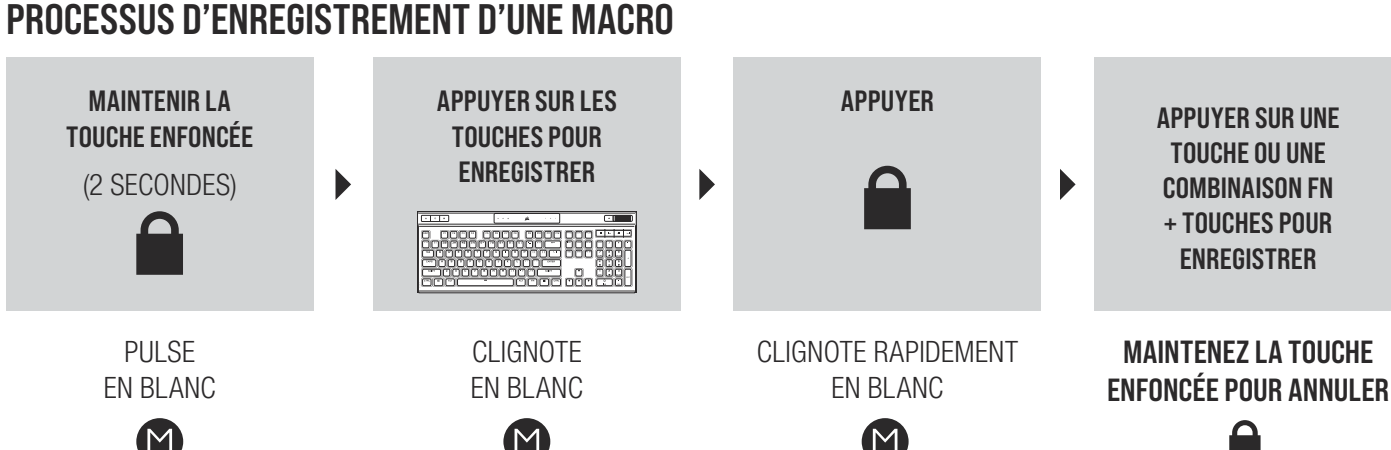 PROCESSUS D'ENREGISTREMENT D'UNE MACRO
MAINTENIR LA
TOUCHE ENFONCÉE
(2 SECONDES)
APPUYER SUR LES
TOUCHES POUR
ENREGISTRER
APPUYER
APPUYER SUR UNE
TOUCHE OU UNE
COMBINAISON FN
+ TOUCHES POUR
ENREGISTRER
PULSE
EN BLANC
M
CLIGNOTE
EN BLANC
M
CLIGNOTE RAPIDEMENT
EN BLANC
M
MAINTENEZ LA TOUCHE
ENFONCÉE POUR ANNULER